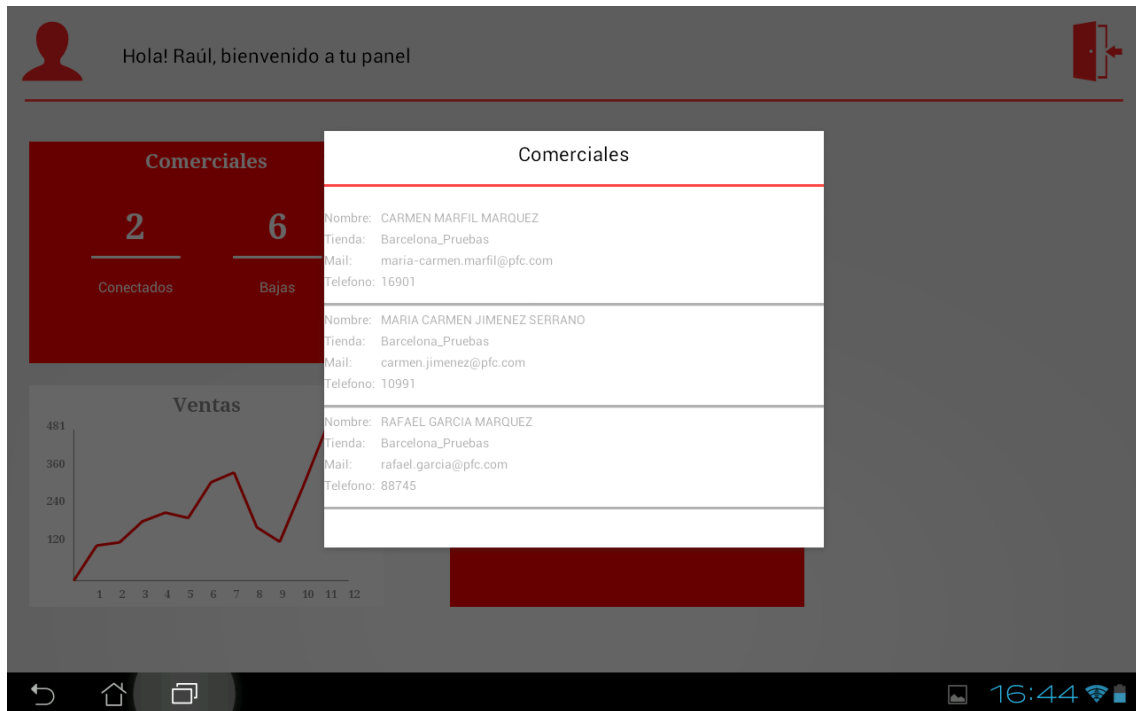 Hola! Raúl, bienvenido a tu panel
Comerciales
2 6
Conectados Bajas
Comerciales
Nombre: CARMEN MARFIL MARQUEZ
Tienda: Barcelona_Pruebas
Mail: maria-carmen.marfil@pfc.com
Telefono: 16901
Nombre: MARIA CARMEN JIMENEZ SERRANO
Tienda: Barcelona_Pruebas
Mail: carmen.jimenez@pfc.com
Telefono: 10991
Nombre: RAFAEL GARCIA MARQUEZ
Tienda: Barcelona_Pruebas
Mail: rafael.garcia@pfc.com
Telefono: 88745
Ventas
481
360
240
120
1 2 3 4 5 6 7 8 9 10 11 12
16:44